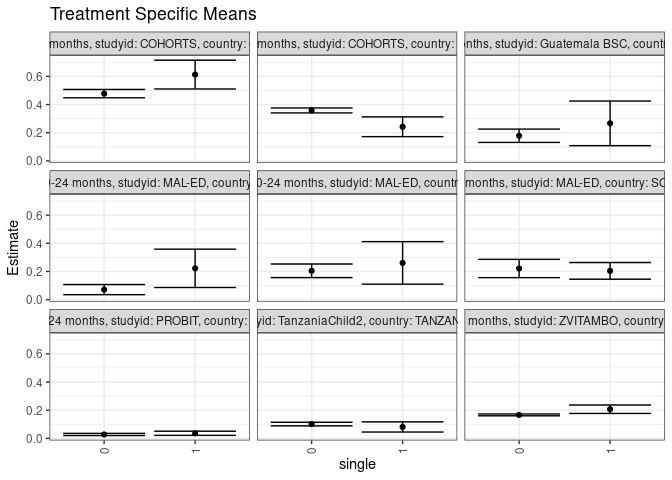 Treatment Specific Means
months, studyid: COHORTS, country:
months, studyid: COHORTS, country:
nths, studyid: Guatemala BSC, country:
0.6
0.4
0.2
0.0
-24 months, studyid: MAL-ED, country
0-24 months, studyid: MAL-ED, countr
months, studyid: MAL-ED, country: SO
0.6
0.4
0.2
0.0
24 months, studyid: PROBIT, country:
yid: TanzaniaChild2, country: TANZAN
months, studyid: ZVITAMBO, country
0.6
0.4
0.2
0.0
0 1 0 1 0 1
single
Estimate